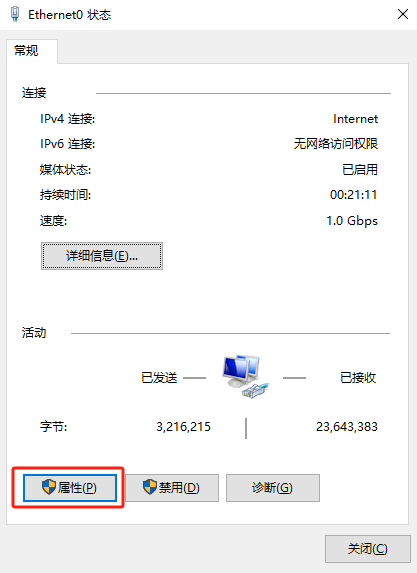 Ethernet0 状态
常规
连接
IPv4 连接: Internet
IPv6 连接: 无网络访问权限
媒体状态: 已启用
持续时间: 00:21:11
速度: 1.0 Gbps
详细信息(E)...
活动
已发送 已接收
字节: 3,216,215 23,643,383
属性(P) 禁用(D) 诊断(G)
关闭(C)